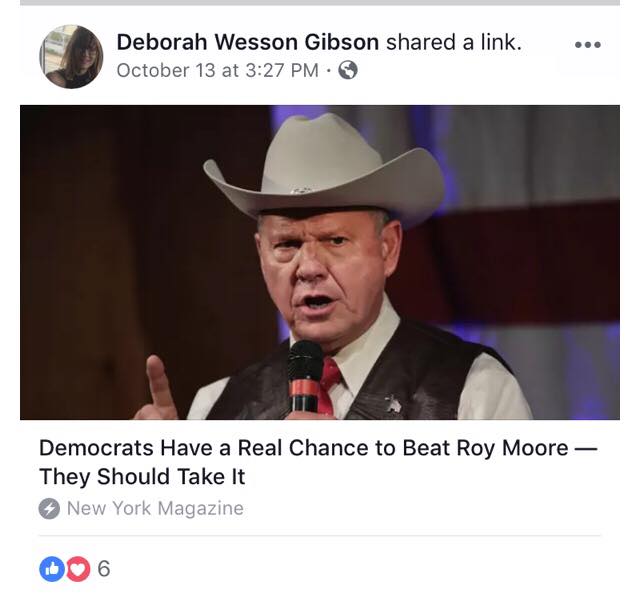 Deborah Wesson Gibson shared a link.
October 13 at 3:27 PM ·
Democrats Have a Real Chance to Beat Roy Moore —
They Should Take It
New York Magazine
6